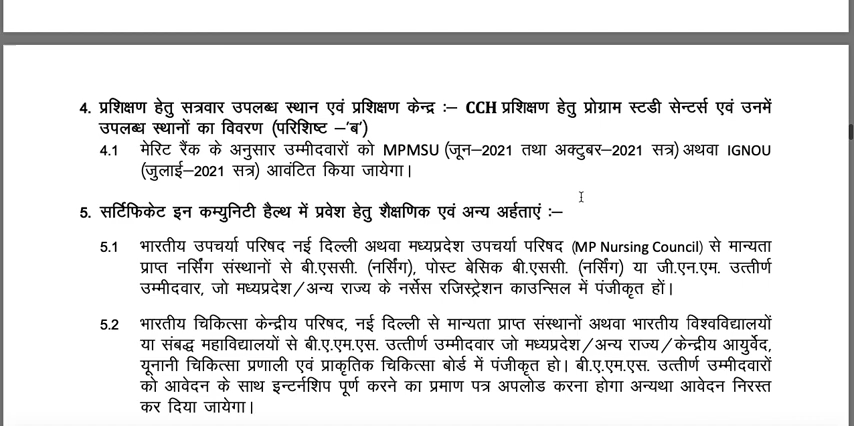 4. प्रशिक्षण हेतु सत्रवार उपलब्ध स्थान एवं प्रशिक्षण केन्द्र :– CCH प्रशिक्षण हेतु प्रोग्राम स्टडी सेन्टर्स एवं उनमें
उपलब्ध स्थानों का विवरण (परिशिष्ट –'ब')
4.1 मेरिट रैंक के अनुसार उम्मीदवारों को MPMSU (जून–2021 तथा अक्टुबर–2021 सत्र) अथवा IGNOU
(जुलाई–2021 सत्र) आवंटित किया जायेगा।
5. सर्टिफिकेट इन कम्युनिटी हैल्थ में प्रवेश हेतु शैक्षणिक एवं अन्य अर्हताएं :–
5.1 भारतीय उपचर्या परिषद नई दिल्ली अथवा मध्यप्रदेश उपचर्या परिषद (MP Nursing Council) से मान्यता
प्राप्त नर्सिंग संस्थानों से बी.एससी. (नर्सिंग), पोस्ट बेसिक बी.एससी. (नर्सिंग) या जी.एन.एम. उत्तीर्ण
उम्मीदवार, जो मध्यप्रदेश/अन्य राज्य के नर्सेस रजिस्ट्रेशन काउन्सिल में पंजीकृत हों।
5.2 भारतीय चिकित्सा केन्द्रीय परिषद, नई दिल्ली से मान्यता प्राप्त संस्थानों अथवा भारतीय विश्वविद्यालयों
या संबद्ध महाविद्यालयों से बी.ए.एम.एस. उत्तीर्ण उम्मीदवार जो मध्यप्रदेश/अन्य राज्य/केन्द्रीय आयुर्वेद,
यूनानी चिकित्सा प्रणाली एवं प्राकृतिक चिकित्सा बोर्ड में पंजीकृत हो। बी.ए.एम.एस. उत्तीर्ण उम्मीदवारों
को आवेदन के साथ इन्टर्नशिप पूर्ण करने का प्रमाण पत्र अपलोड करना होगा अन्यथा आवेदन निरस्त
कर दिया जायेगा।